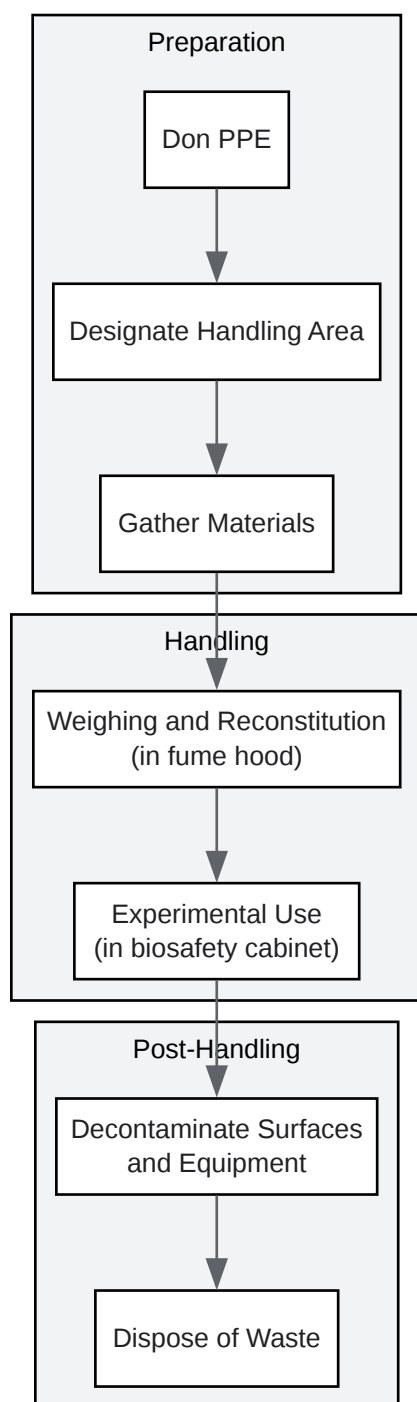 Preparation
Don PPE
Designate Handling Area
Gather Materials
Handling
Weighing and Reconstitution
(in fume hood)
Experimental Use
(in biosafety cabinet)
Post-Handling
Decontaminate Surfaces
and Equipment
Dispose of Waste